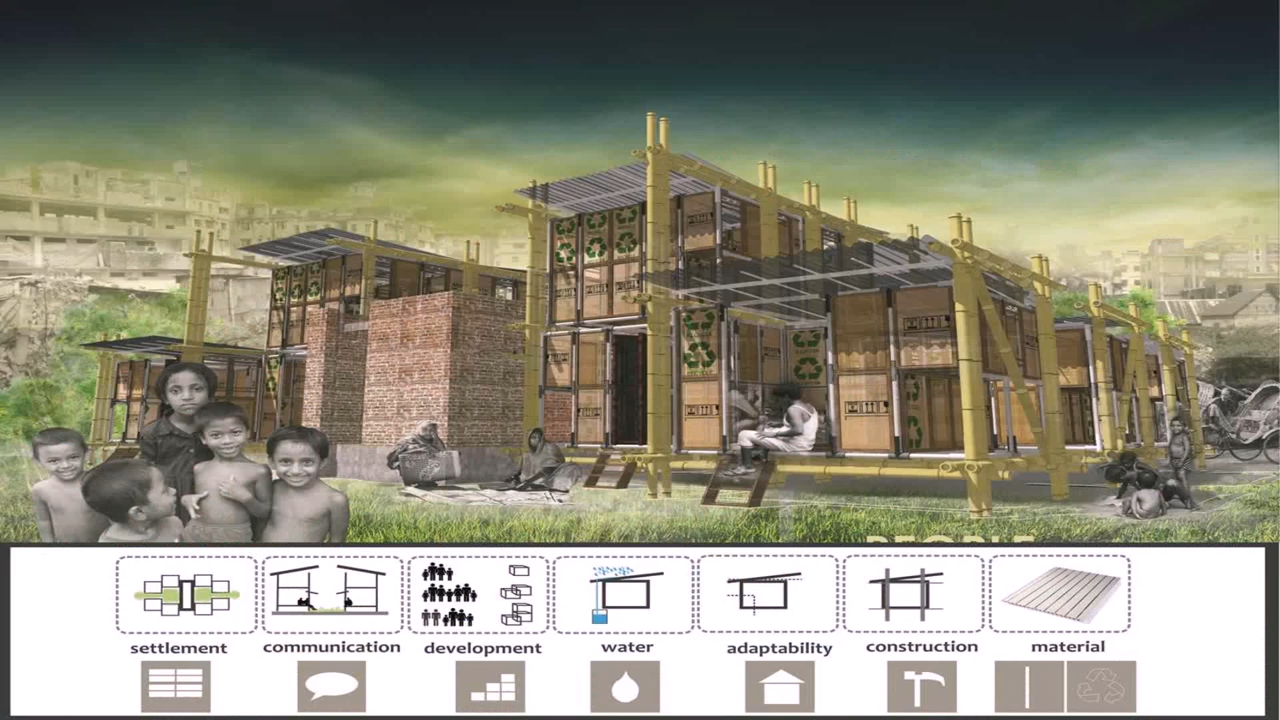 settlement
communication
development
water
adaptability
construction
material